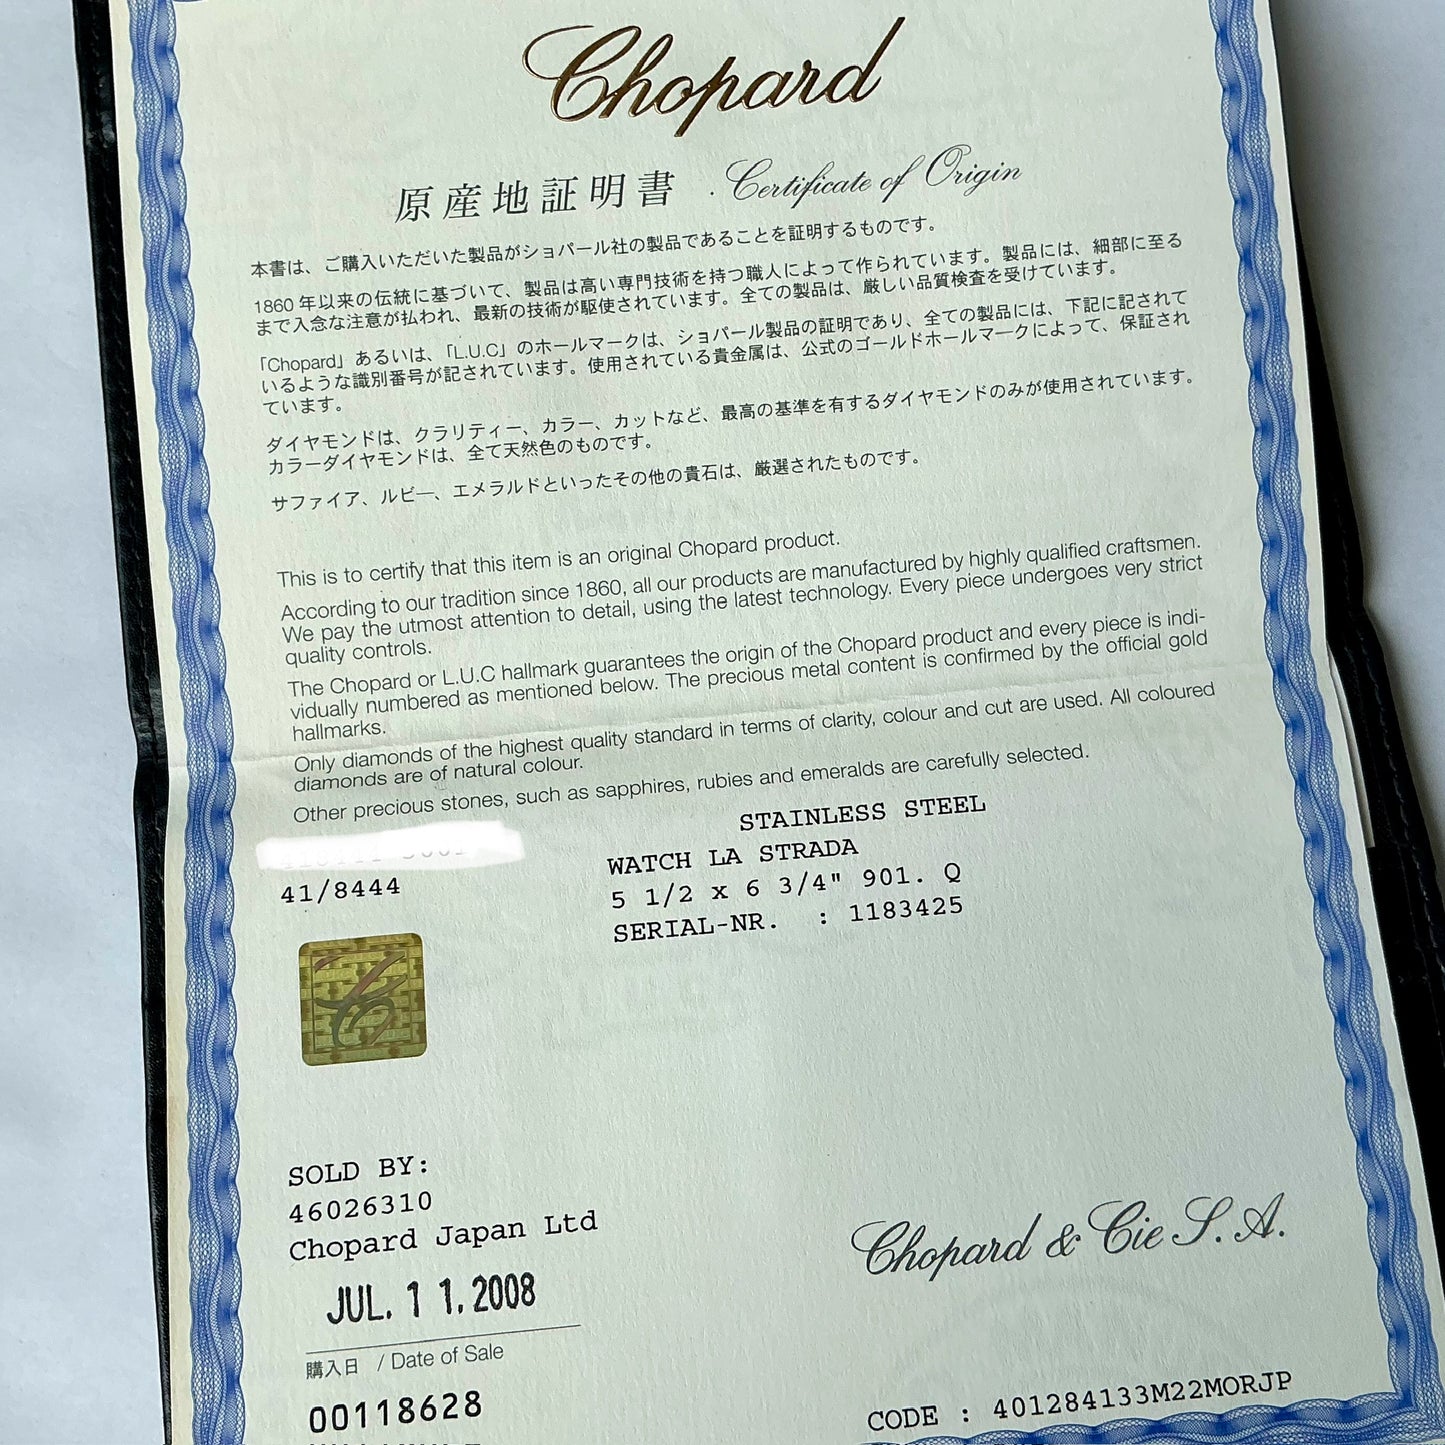 Chopard
原産地証明書 . Certificate of Origin
本書は、ご購入いただいた製品がショパール社の製品であることを証明するものです。
1860年以来の伝統に基づいて、製品は高い専門技術を持つ職人によって作られています。製品には、細部に至る
まで入念な注意が払われ、最新の技術が駆使されています。全ての製品は、厳しい品質検査を受けています。
「Chopard」あるいは、「L.U.C」のホールマークは、ショパール製品の証明であり、全ての製品には、下記に記されて
いるような識別番号が記されています。使用されている貴金属は、公式のゴールドホールマークによって、保証され
ています。
ダイヤモンドは、クラリティー、カラー、カットなど、最高の基準を有するダイヤモンドのみが使用されています。
カラーダイヤモンドは、全て天然色のものです。
サファイア、ルビー、エメラルドといったその他の貴石は、厳選されたものです。
This is to certify that this item is an original Chopard product.
According to our tradition since 1860, all our products are manufactured by highly qualified craftsmen.
We pay the utmost attention to detail, using the latest technology. Every piece undergoes very strict
quality controls.
The Chopard or L.U.C hallmark guarantees the origin of the Chopard product and every piece is indi-
vidually numbered as mentioned below. The precious metal content is confirmed by the official gold
hallmarks.
Only diamonds of the highest quality standard in terms of clarity, colour and cut are used. All coloured
diamonds are of natural colour.
Other precious stones, such as sapphires, rubies and emeralds are carefully selected.
STAINLESS STEEL
WATCH LA STRADA
41/8444 5 1/2 x 6 3/4" 901. Q
SERIAL-NR. : 1183425
SOLD BY:
46026310
Chopard Japan Ltd
Chopard & Cie S.A.
JUL. 11.2008
購入日 / Date of Sale
00118628
CODE : 401284133M22MORJP